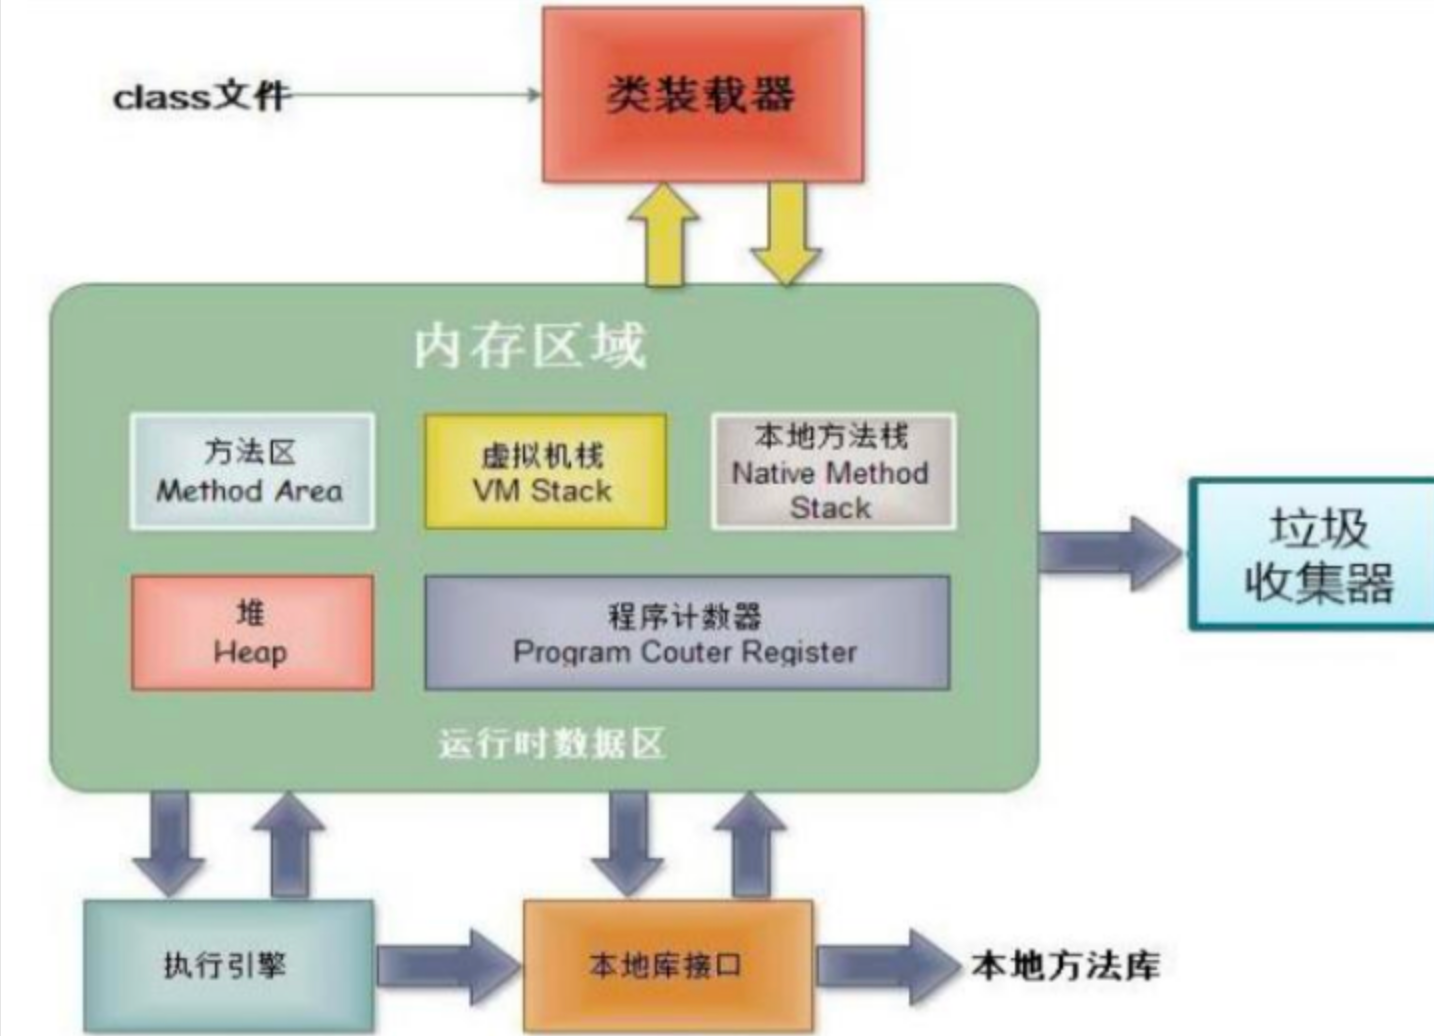 class文件
类装载器
内存区域
方法区
Method Area
虚拟机栈
VM Stack
本地方法栈
Native Method
Stack
堆
Heap
程序计数器
Program Couter Register
运行时数据区
垃圾
收集器
执行引擎
本地库接口
本地方法库